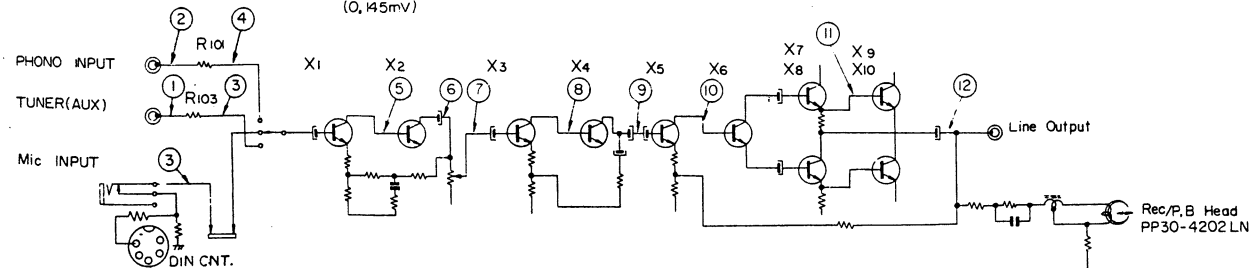 (0.145mV)
② ④
R101
PHONO INPUT
X1 X2 X3 X4 X5 X6 X7 ⑪ X9
X8 X10
TUNER(AUX)
① R103 ③
⑤ ⑥ ⑦ ⑧ ⑨ ⑩ ⑫
Line Output
Mic INPUT
③
Rec/P.B Head
PP30-4202LN
DIN CNT.